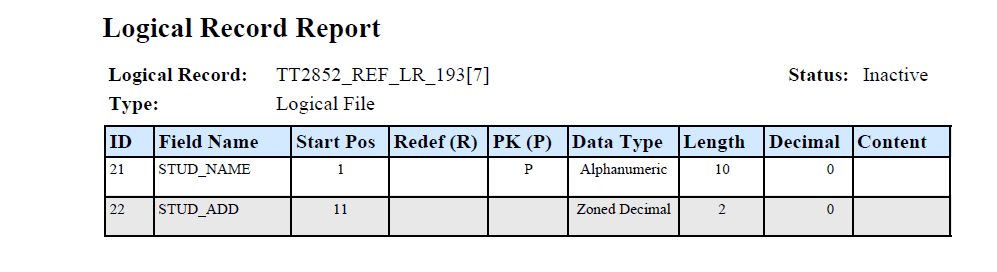 Logical Record Report
Logical Record: TT2852_REF_LR_193[7] Status: Inactive
Type: Logical File
ID Field Name Start Pos Redef (R) PK (P) Data Type Length Decimal Content
21 STUD_NAME 1 P Alphanumeric 10 0
22 STUD_ADD 11 Zoned Decimal 2 0